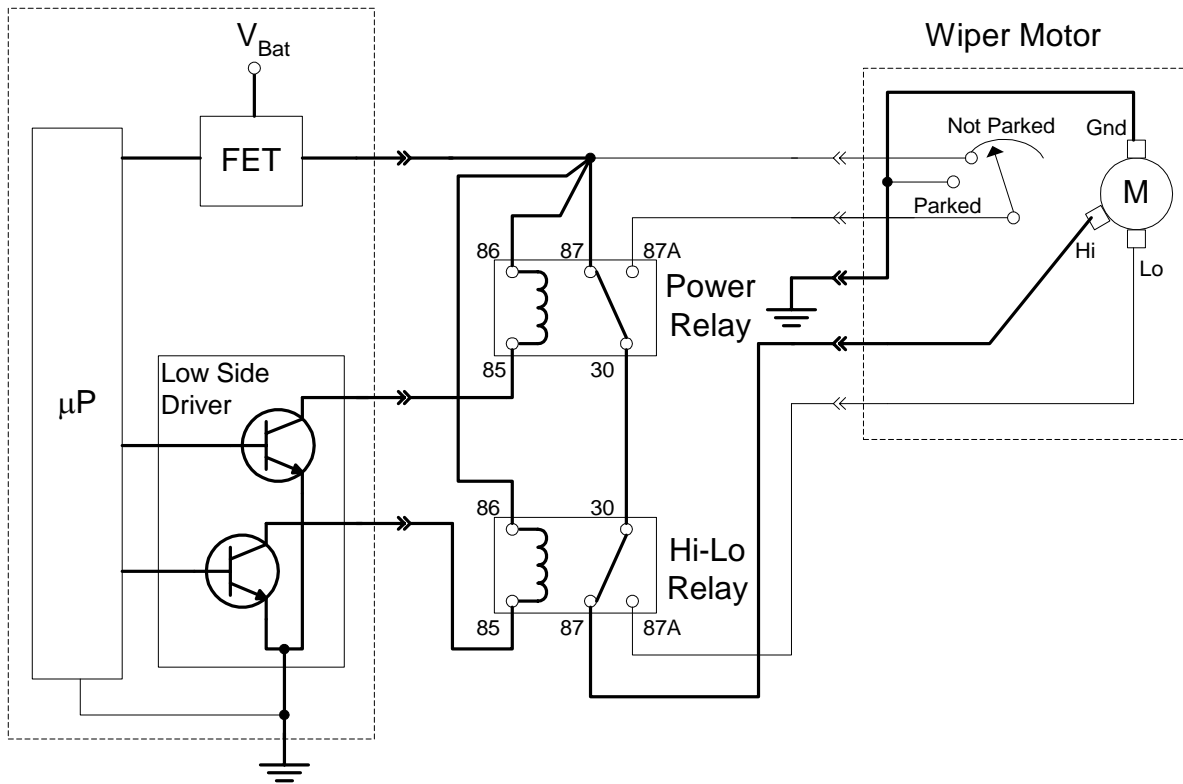 V_Bat
FET
μP
Low Side
Driver
86
87
87A
85
30
Power
Relay
86
30
85
87
87A
Hi-Lo
Relay
Wiper Motor
Not Parked
Parked
Gnd
M
Hi
Lo